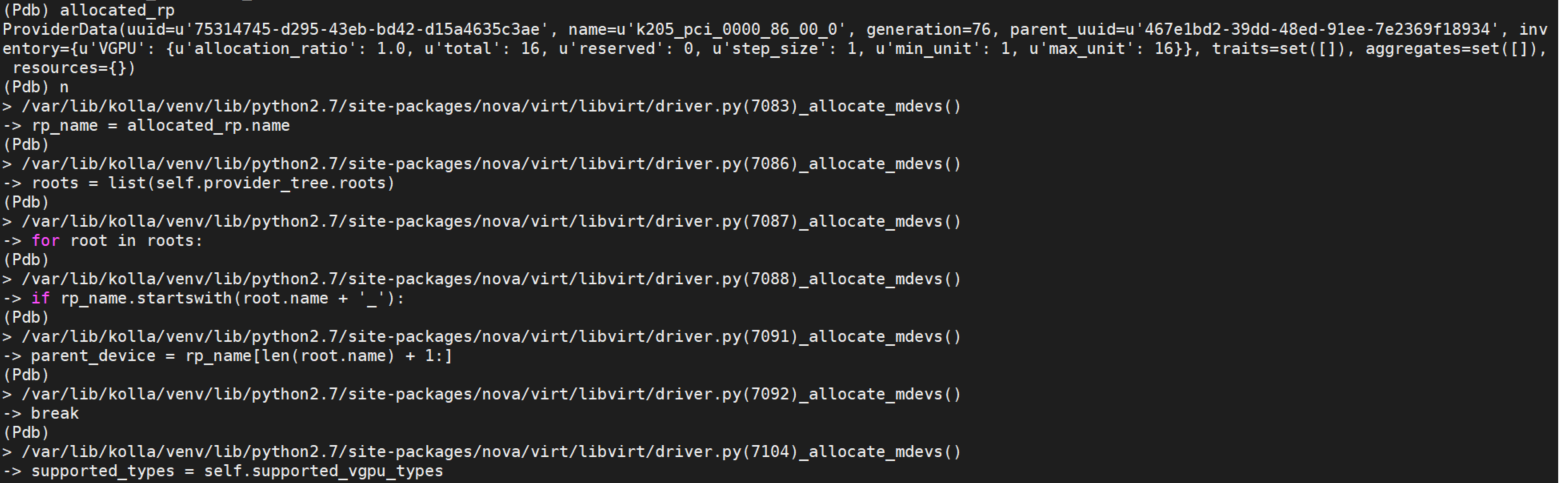 (Pdb) allocated_rp
ProviderData(uuid=u'75314745-d295-43eb-bd42-d15a4635c3ae', name=u'k205_pci_0000_86_00_0', generation=76, parent_uuid=u'467e1bd2-39dd-48ed-91ee-7e2369f18934', inv
entory={u'VGPU': {u'allocation_ratio': 1.0, u'total': 16, u'reserved': 0, u'step_size': 1, u'min_unit': 1, u'max_unit': 16}}, traits=set([]), aggregates=set([]),
 resources={})
(Pdb) n
> /var/lib/kolla/venv/lib/python2.7/site-packages/nova/virt/libvirt/driver.py(7083)_allocate_mdevs()
-> rp_name = allocated_rp.name
(Pdb)
> /var/lib/kolla/venv/lib/python2.7/site-packages/nova/virt/libvirt/driver.py(7086)_allocate_mdevs()
-> roots = list(self.provider_tree.roots)
(Pdb)
> /var/lib/kolla/venv/lib/python2.7/site-packages/nova/virt/libvirt/driver.py(7087)_allocate_mdevs()
-> for root in roots:
(Pdb)
> /var/lib/kolla/venv/lib/python2.7/site-packages/nova/virt/libvirt/driver.py(7088)_allocate_mdevs()
-> if rp_name.startswith(root.name + '_'):
(Pdb)
> /var/lib/kolla/venv/lib/python2.7/site-packages/nova/virt/libvirt/driver.py(7091)_allocate_mdevs()
-> parent_device = rp_name[len(root.name) + 1:]
(Pdb)
> /var/lib/kolla/venv/lib/python2.7/site-packages/nova/virt/libvirt/driver.py(7092)_allocate_mdevs()
-> break
(Pdb)
> /var/lib/kolla/venv/lib/python2.7/site-packages/nova/virt/libvirt/driver.py(7104)_allocate_mdevs()
-> supported_types = self.supported_vgpu_types